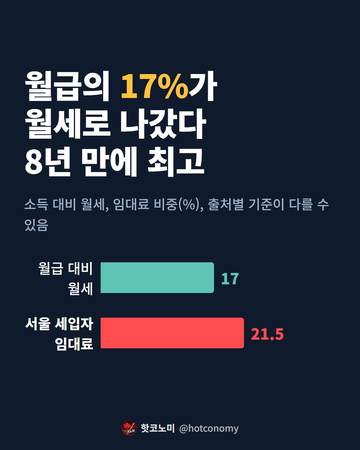 월급의 17%가
월세로 나갔다
8년 만에 최고
소득 대비 월세, 임대료 비중(%), 출처별 기준이 다를 수
있음
월급 대비
월세
17
서울 세입자
임대료
21.5
핫코노미 @hotconomy